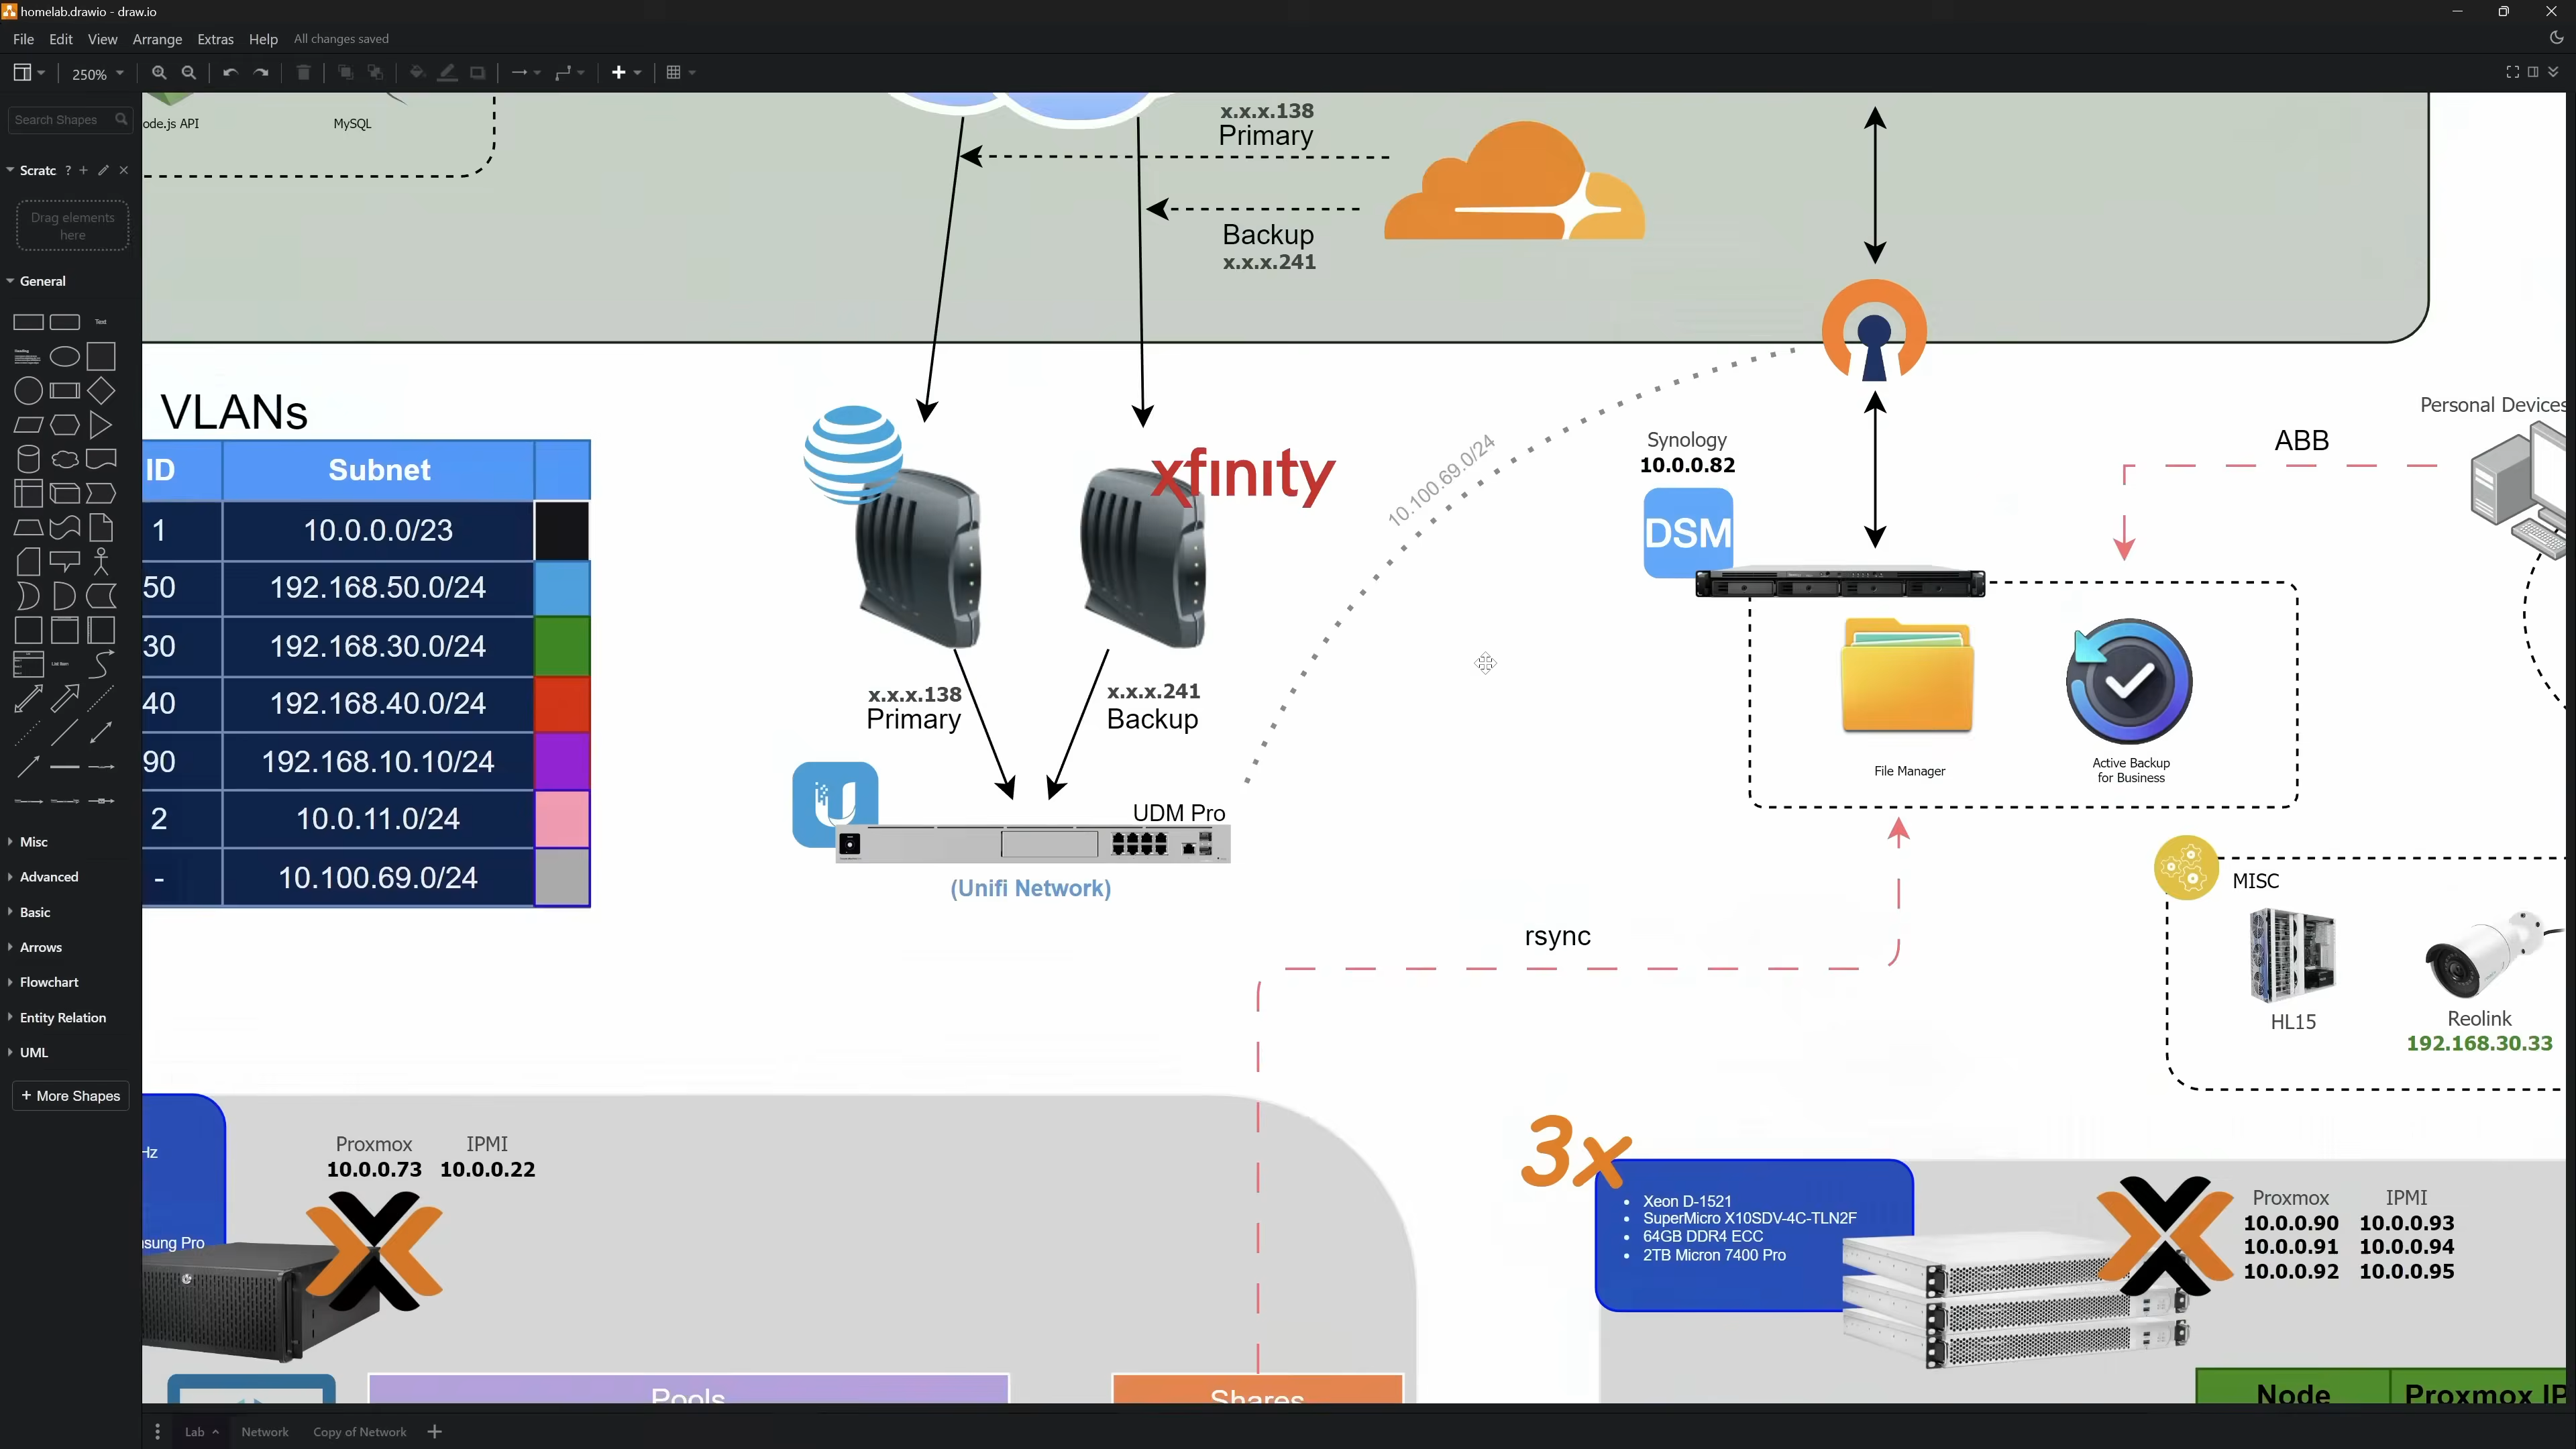 homelab.drawio - draw.io
File Edit View Arrange Extras Help All changes saved
250%
Search Shapes
Scratc ?
Drag elements
here
General
Text
Heading
List Item
Misc
Advanced
Basic
Arrows
Flowchart
Entity Relation
UML
+ More Shapes
ode.js API
MySQL
x.x.x.138
Primary
Backup
x.x.x.241
VLANs
ID Subnet
1 10.0.0.0/23
50 192.168.50.0/24
30 192.168.30.0/24
40 192.168.40.0/24
90 192.168.10.10/24
2 10.0.11.0/24
- 10.100.69.0/24
xfinity
x.x.x.138
Primary
x.x.x.241
Backup
U
UDM Pro
(Unifi Network)
10.100.69.0/24
Synology
10.0.0.82
DSM
File Manager
Active Backup
for Business
ABB
Personal Devices
rsync
MISC
HL15
Reolink
192.168.30.33
Hz
nsung Pro
Proxmox IPMI
10.0.0.73 10.0.0.22
Pools
Shares
3x
Xeon D-1521
SuperMicro X10SDV-4C-TLN2F
64GB DDR4 ECC
2TB Micron 7400 Pro
Proxmox IPMI
10.0.0.90 10.0.0.93
10.0.0.91 10.0.0.94
10.0.0.92 10.0.0.95
Node Proxmox IP
Lab Network Copy of Network